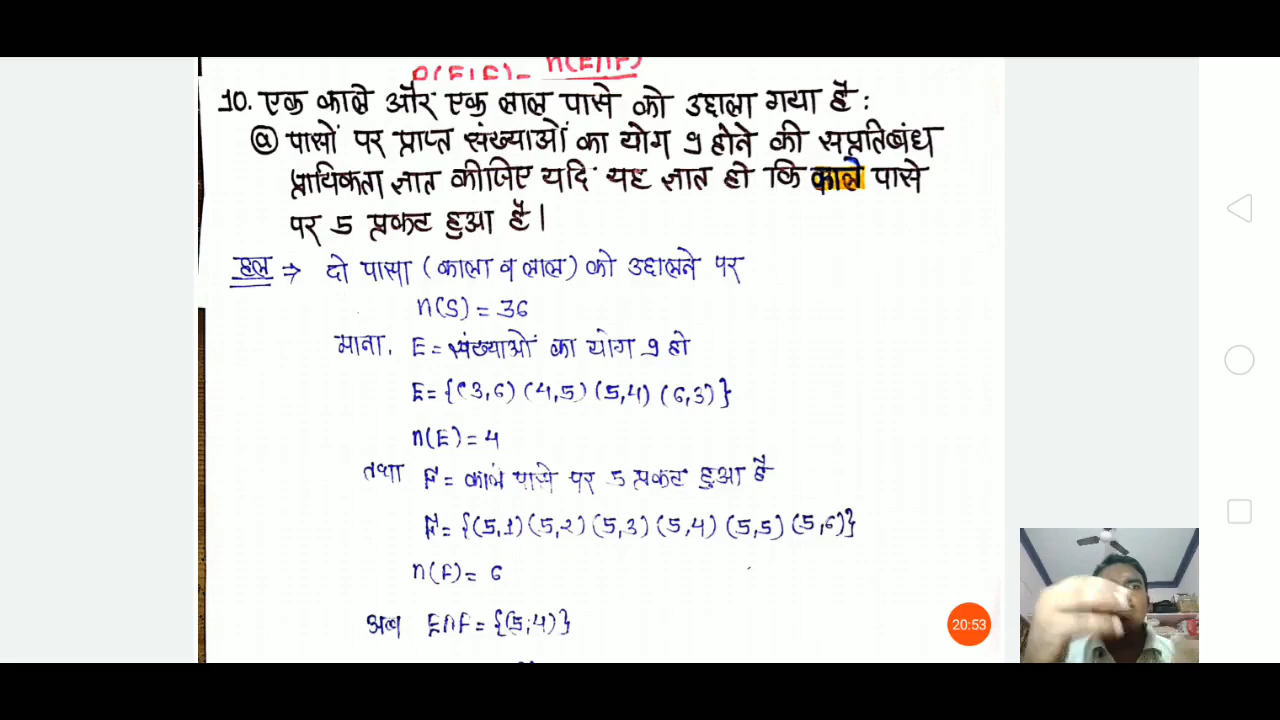 n(E∩F)
P(E|F)=
10. एक काले और एक लाल पासे को उछाला गया है:
(a) पासों पर प्राप्त संख्याओं का योग 9 होने की सप्रतिबंध
प्रायिकता ज्ञात कीजिए यदि यह ज्ञात हो कि काले पासे
पर 5 प्रकट हुआ है।
हल ⇒ दो पासा (काला व लाल) को उछालने पर
n(S) = 36
माना, E = संख्याओं का योग 9 हो
E = {(3,6) (4,5) (5,4) (6,3)}
n(E) = 4
तथा F = काले पासे पर 5 प्रकट हुआ है
F = {(5,1) (5,2) (5,3) (5,4) (5,5) (5,6)}
n(F) = 6
अब E∩F = {(5,4)}
20:53